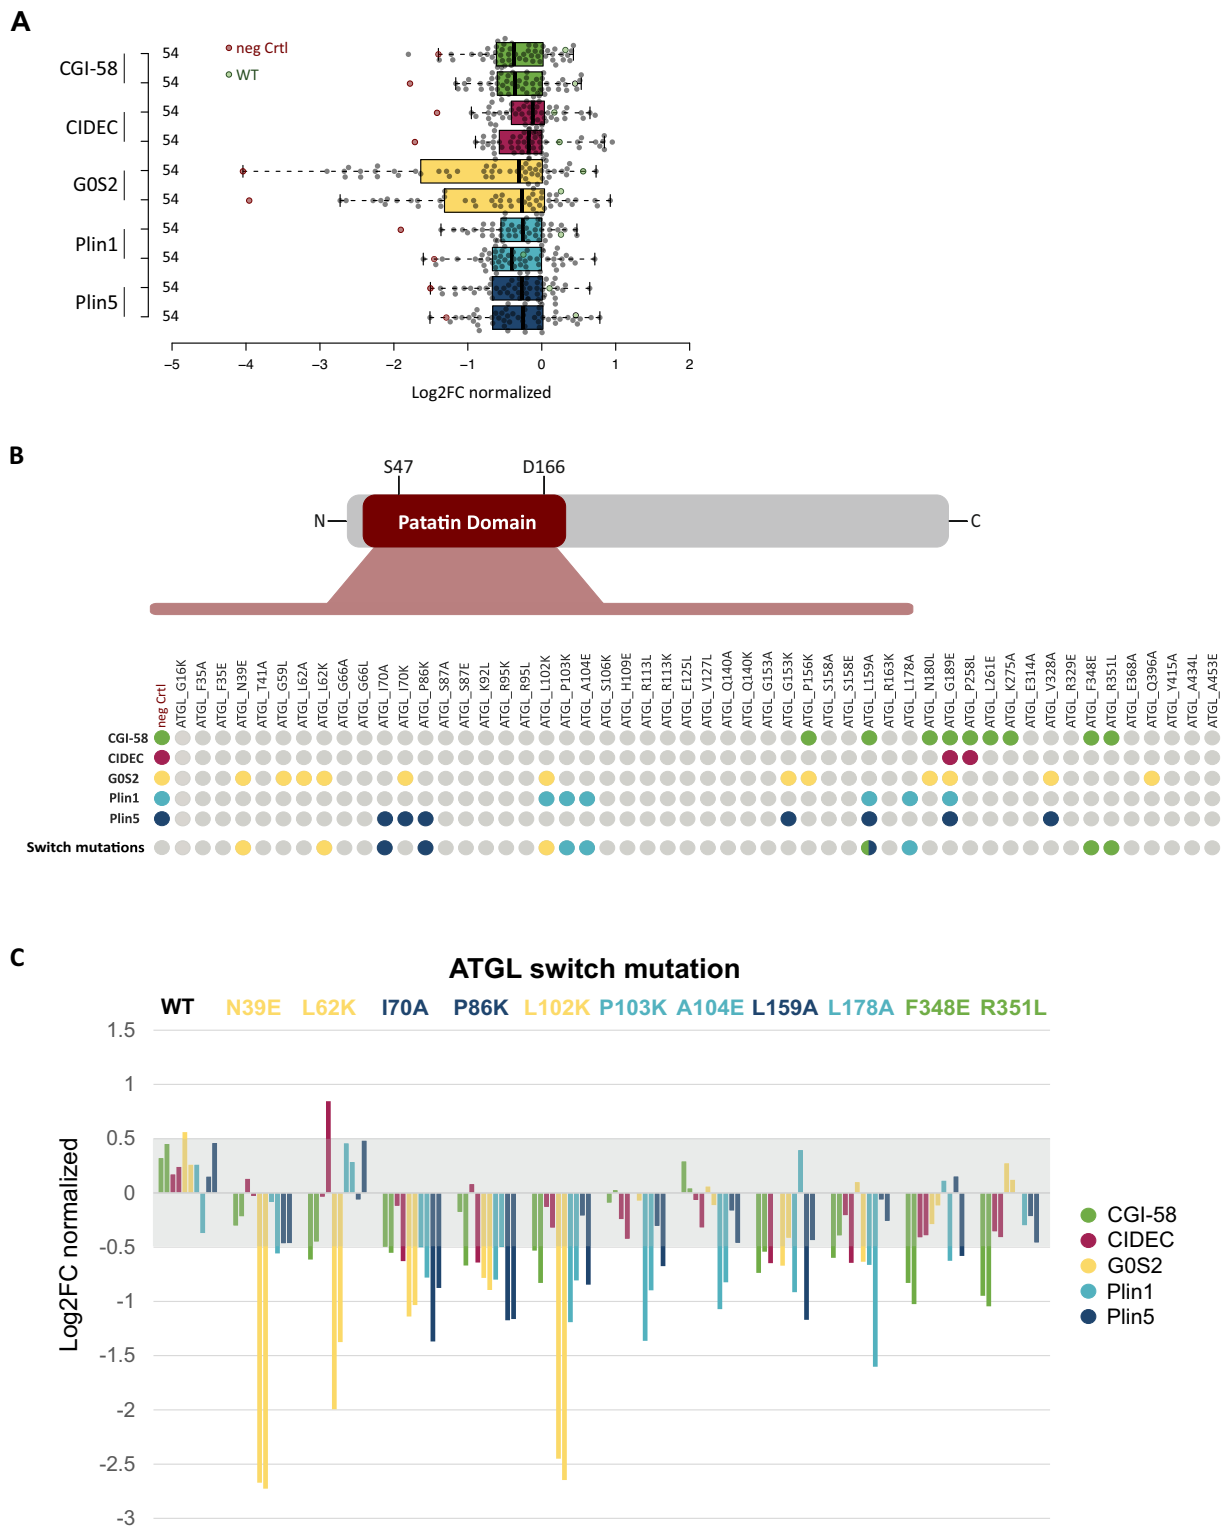 A
neg Crtl
WT
CGI-58
CIDEC
G0S2
Plin1
Plin5
54
54
54
54
54
54
54
54
54
54
−5 −4 −3 −2 −1 0 1 2
Log2FC normalized
B
S47 D166
N Patatin Domain C
neg Crtl
ATGL_G16K
ATGL_F35A
ATGL_F35E
ATGL_N39E
ATGL_T41A
ATGL_G59L
ATGL_L62A
ATGL_L62K
ATGL_G66A
ATGL_G66L
ATGL_I70A
ATGL_I70K
ATGL_P86K
ATGL_S87A
ATGL_S87E
ATGL_K92L
ATGL_R95K
ATGL_R95L
ATGL_L102K
ATGL_P103K
ATGL_A104E
ATGL_S106K
ATGL_H109E
ATGL_R113L
ATGL_R113K
ATGL_E125L
ATGL_V127L
ATGL_Q140A
ATGL_Q140K
ATGL_G153A
ATGL_G153K
ATGL_P156K
ATGL_S158A
ATGL_S158E
ATGL_L159A
ATGL_R163K
ATGL_L178A
ATGL_N180L
ATGL_G189E
ATGL_P258L
ATGL_L261E
ATGL_K275A
ATGL_E314A
ATGL_V328A
ATGL_R329E
ATGL_F348E
ATGL_R351L
ATGL_E368A
ATGL_Q396A
ATGL_Y415A
ATGL_A434L
ATGL_A453E
CGI-58
CIDEC
G0S2
Plin1
Plin5
Switch mutations
C
ATGL switch mutation
WT N39E L62K I70A P86K L102K P103K A104E L159A L178A F348E R351L
1.5
1
0.5
0
-0.5
-1
-1.5
-2
-2.5
-3
Log2FC normalized
CGI-58
CIDEC
G0S2
Plin1
Plin5